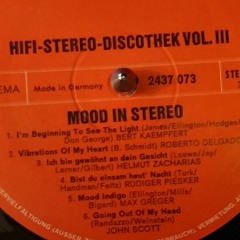 HIFI-STEREO-DISCOTHEK VOL. III
EMA
Made in Germany
2437 073
STE
MOOD IN STEREO
1. I'm Beginning To See The Light (James/Ellington/Hodges/
Don George) BERT KAEMPFERT
2. Vibrations Of My Heart (B. Schmidt) ROBERTO DELGADO
3. Ich bin gewöhnt an dein Gesicht (Loewe/Jay/
Lerner/Gilbert) HELMUT ZACHARIAS
4. Bist du einsam heut' Nacht (Turk/
Handman/Feltz) RÜDIGER PIESKER
5. Mood Indigo (Ellington/Mills/
Bigard) MAX GREGER
6. Going Out Of My Head
(Randazzo/Weinstein)
JOHN SCOTT
VERVIELFÄLTIGUNG (AUSSER